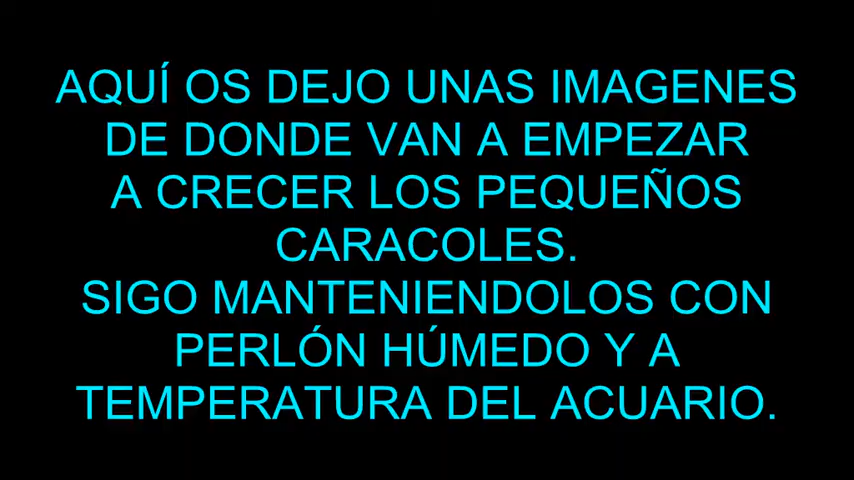 AQUÍ OS DEJO UNAS IMAGENES
DE DONDE VAN A EMPEZAR
A CRECER LOS PEQUEÑOS
CARACOLES.
SIGO MANTENIENDOLOS CON
PERLÓN HÚMEDO Y A
TEMPERATURA DEL ACUARIO.